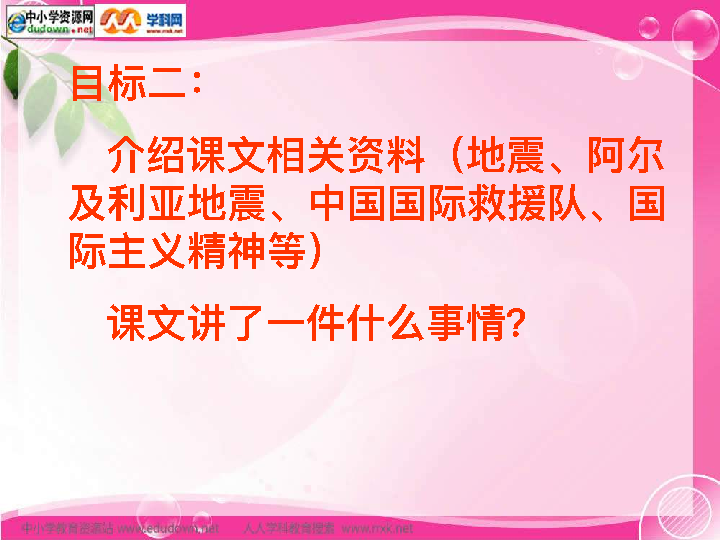 中小学资源网
edudown.net
学科网
www.nxk.net
目标二：
介绍课文相关资料（地震、阿尔
及利亚地震、中国国际救援队、国
际主义精神等）
课文讲了一件什么事情?
中小学教育资源站 www.edudown.net 人人学科教育搜索 www.nxk.net